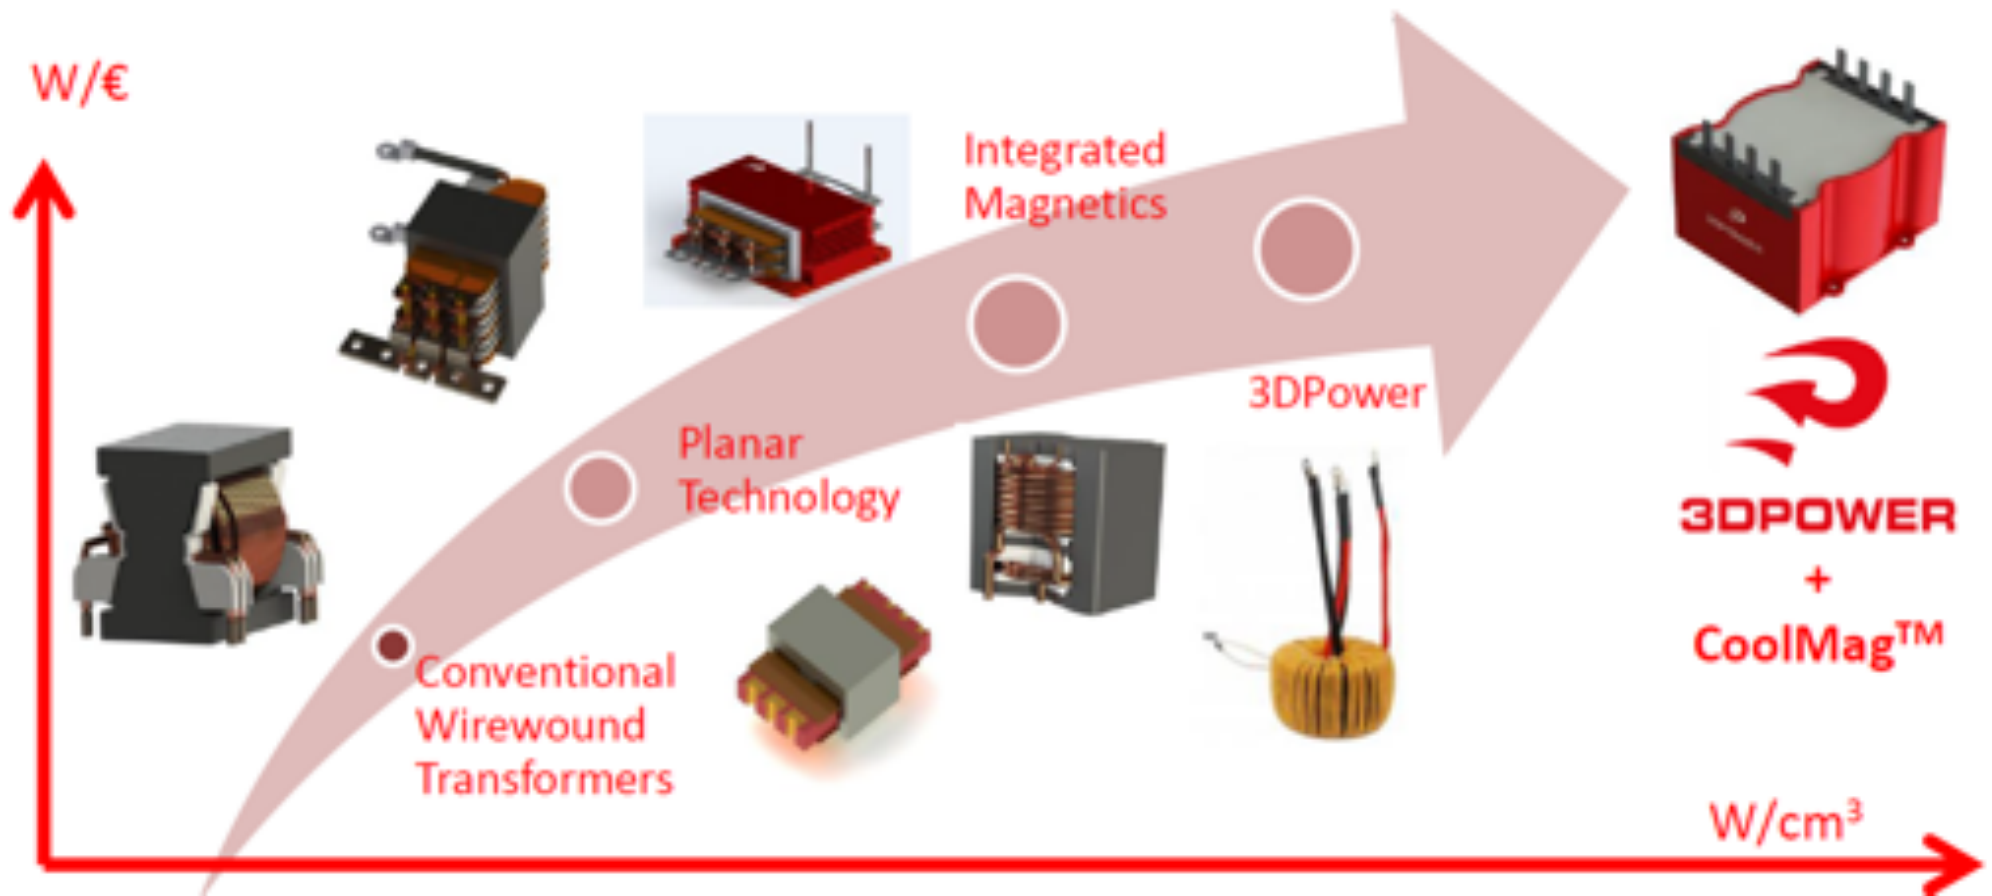 W/€
Integrated
Magnetics
3DPower
Planar
Technology
Conventional
Wirewound
Transformers
3DPOWER
+
CoolMag™
W/cm³